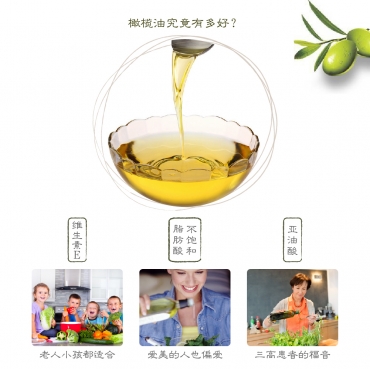 橄榄油究竟有多好？
维生素E
不饱和
脂肪酸
亚油酸
老人小孩都适合
爱美的人也偏爱
三高患者的福音